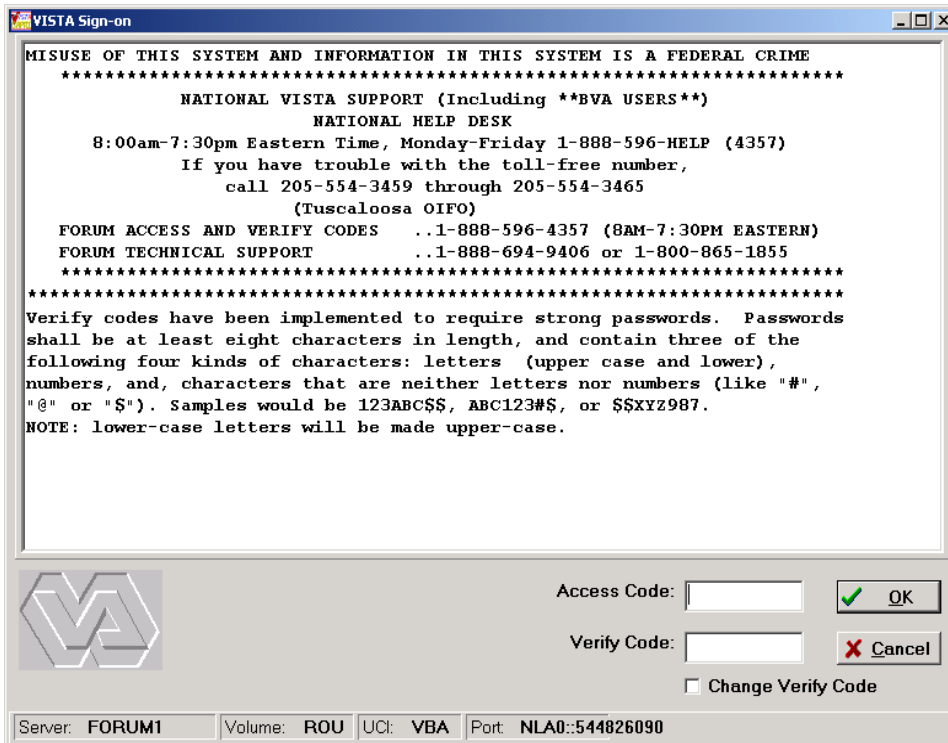 VISTA Sign-on
MISUSE OF THIS SYSTEM AND INFORMATION IN THIS SYSTEM IS A FEDERAL CRIME
***********************************************************************
NATIONAL VISTA SUPPORT (Including **BVA USERS**)
NATIONAL HELP DESK
8:00am-7:30pm Eastern Time, Monday-Friday 1-888-596-HELP (4357)
If you have trouble with the toll-free number,
call 205-554-3459 through 205-554-3465
(Tuscaloosa OIFO)
FORUM ACCESS AND VERIFY CODES ..1-888-596-4357 (8AM-7:30PM EASTERN)
FORUM TECHNICAL SUPPORT ..1-888-694-9406 or 1-800-865-1855
***********************************************************************
**************************************************************************
Verify codes have been implemented to require strong passwords. Passwords
shall be at least eight characters in length, and contain three of the
following four kinds of characters: letters (upper case and lower),
numbers, and, characters that are neither letters nor numbers (like "#",
"@" or "$"). Samples would be 123ABC$$, ABC123#$, or $$XYZ987.
NOTE: lower-case letters will be made upper-case.
Access Code:
OK
Verify Code:
Cancel
Change Verify Code
Server: FORUM1 Volume: ROU UCI: VBA Port: NLA0::544826090